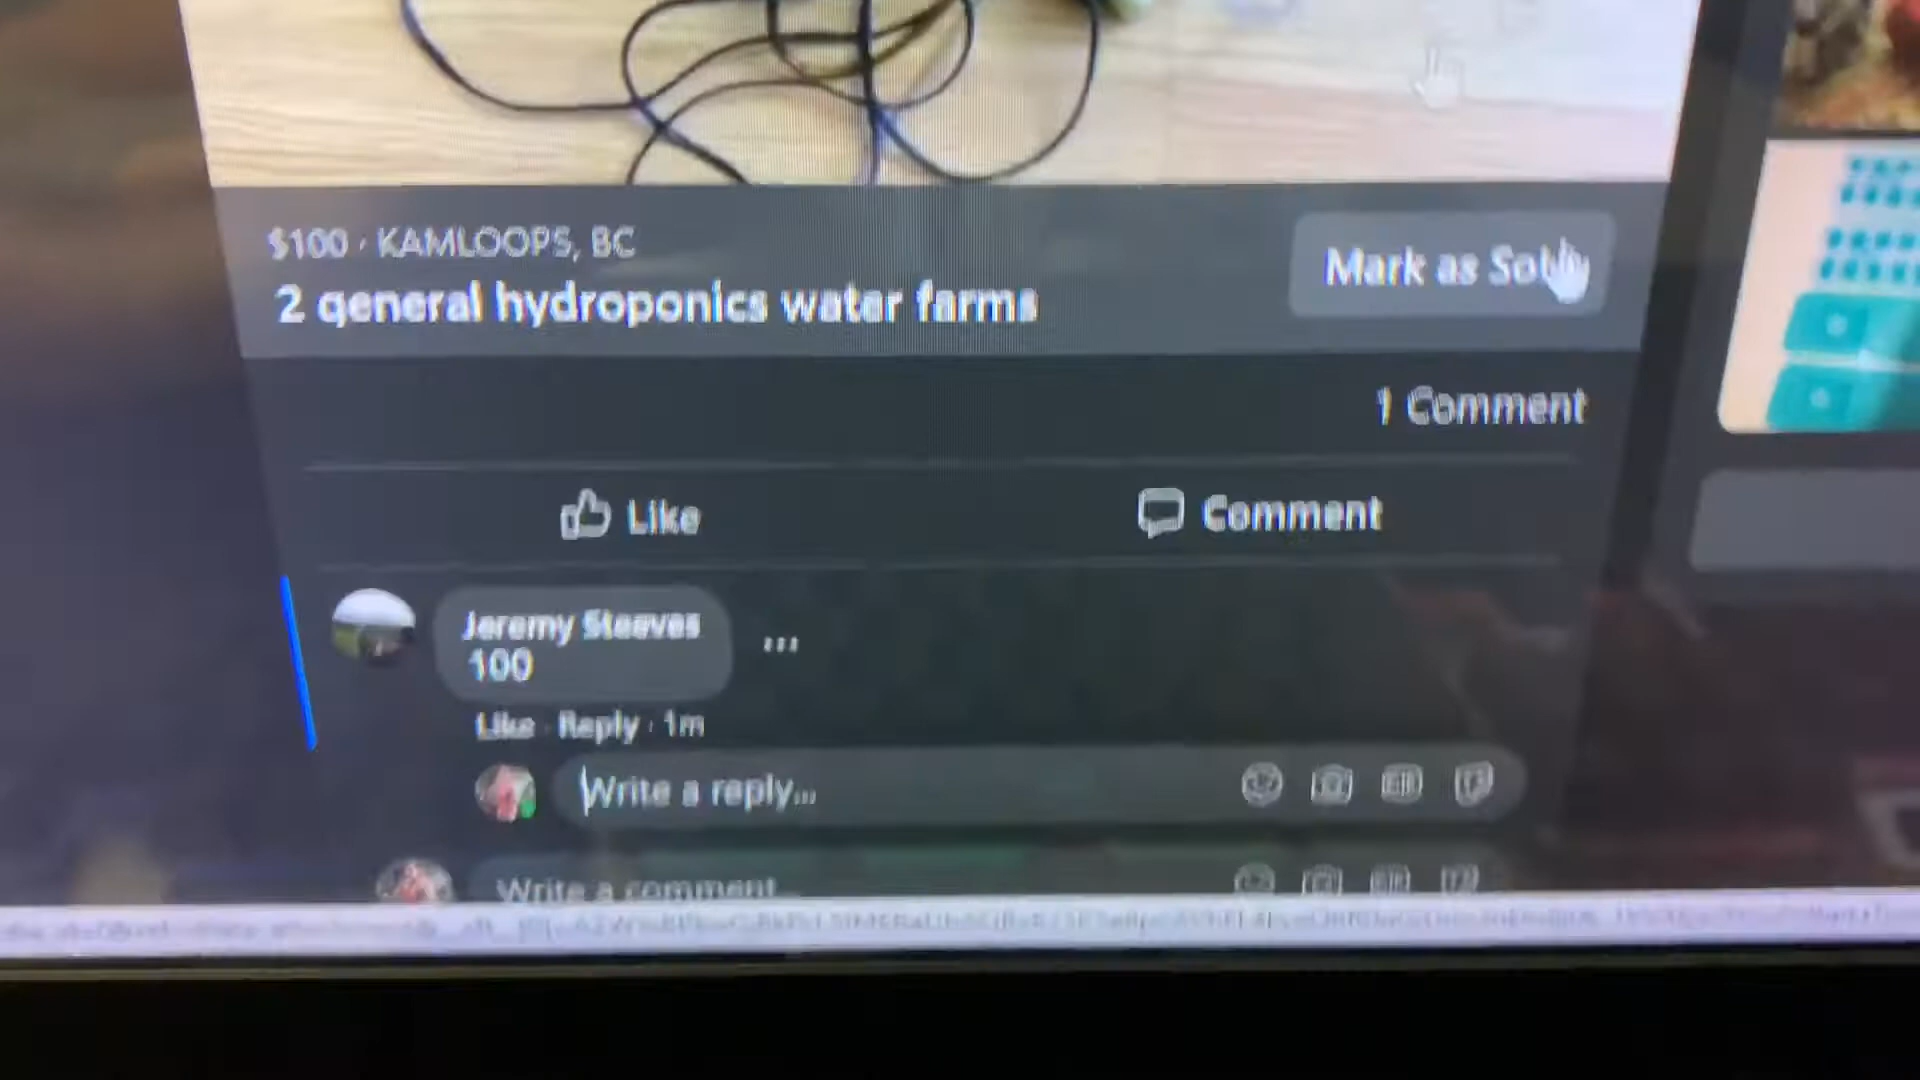 $100 · KAMLOOPS, BC
2 general hydroponics water farms
Mark as Sold
1 Comment
Like
Comment
Jeremy Steeves
100
Like · Reply · 1m
Write a reply...
Write a comment...